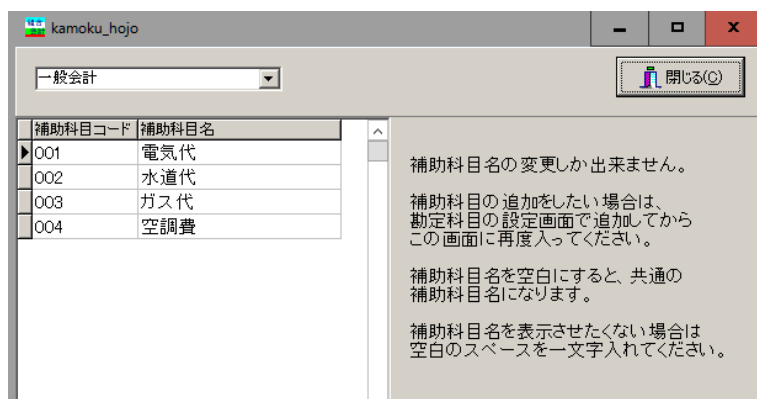 kamoku_hojo
一般会計
閉じる(C)
補助科目コード 補助科目名
001 電気代
002 水道代
003 ガス代
004 空調費
補助科目名の変更しか出来ません。
補助科目の追加をしたい場合は、
勘定科目の設定画面で追加してから
この画面に再度入ってください。
補助科目名を空白にすると、共通の
補助科目名になります。
補助科目名を表示させたくない場合は
空白のスペースを一文字入れてください。